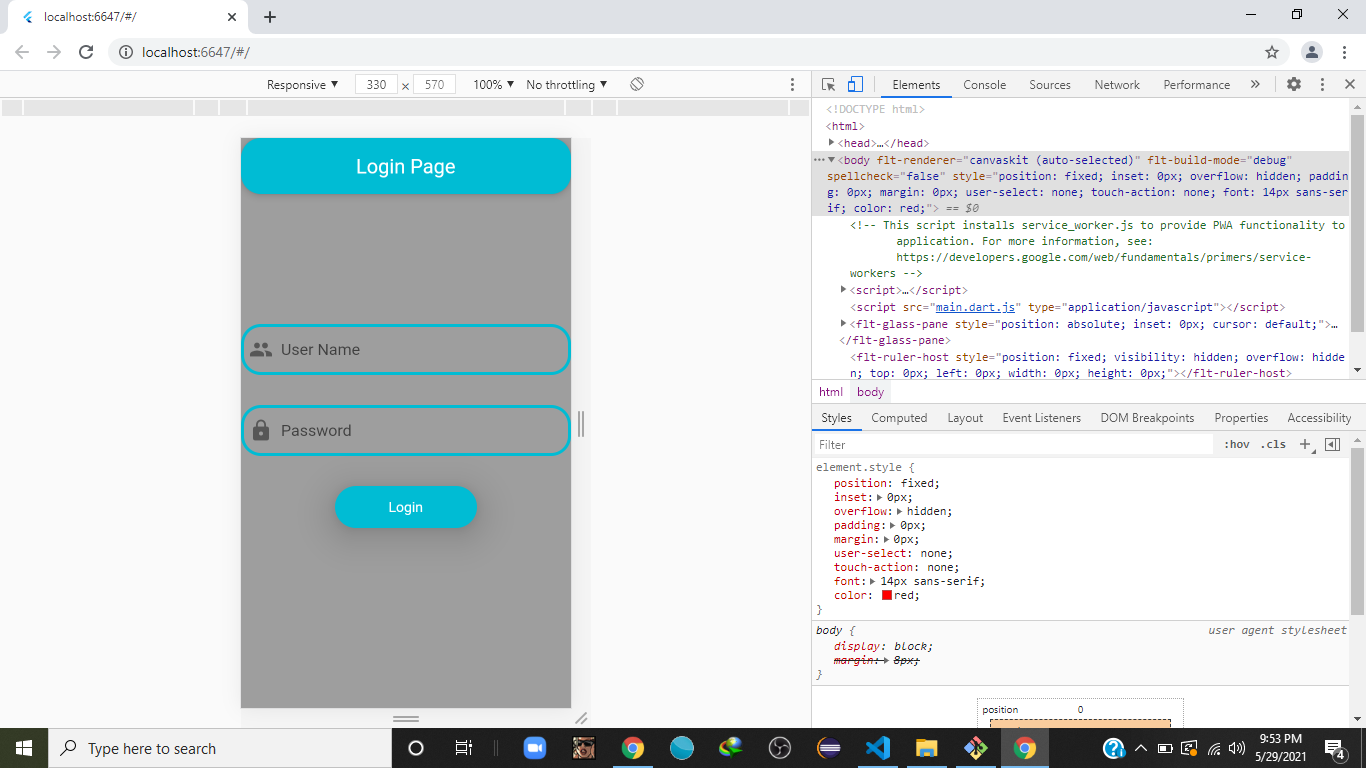 localhost:6647/#/
localhost:6647/#/
Responsive ▼ 330 × 570 100% ▼ No throttling ▼
Elements Console Sources Network Performance »
Login Page
User Name
Password
Login
<!DOCTYPE html>
<html>
▶<head>…</head>
…▼<body flt-renderer="canvaskit (auto-selected)" flt-build-mode="debug"
spellcheck="false" style="position: fixed; inset: 0px; overflow: hidden; paddin
g: 0px; margin: 0px; user-select: none; touch-action: none; font: 14px sans-ser
if; color: red;"> == $0
<!-- This script installs service_worker.js to provide PWA functionality to
application. For more information, see:
https://developers.google.com/web/fundamentals/primers/service-
workers -->
▶<script>…</script>
<script src="main.dart.js" type="application/javascript"></script>
▶<flt-glass-pane style="position: absolute; inset: 0px; cursor: default;">…
</flt-glass-pane>
<flt-ruler-host style="position: fixed; visibility: hidden; overflow: hidde
n; top: 0px; left: 0px; width: 0px; height: 0px;"></flt-ruler-host>
html body
Styles Computed Layout Event Listeners DOM Breakpoints Properties Accessibility
Filter :hov .cls +
element.style {
position: fixed;
inset:▶ 0px;
overflow:▶ hidden;
padding:▶ 0px;
margin:▶ 0px;
user-select: none;
touch-action: none;
font:▶ 14px sans-serif;
color: red;
}
body { user agent stylesheet
display: block;
margin:▶ 8px;
}
position 0
Type here to search
9:53 PM
5/29/2021
4